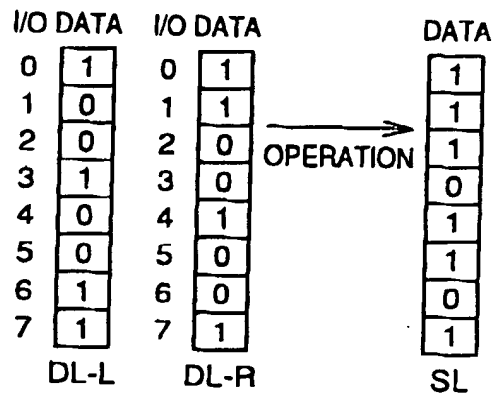 I/O DATA I/O DATA DATA
0 1 0 1 1
1 0 1 1 1
2 0 2 0 1
OPERATION
3 1 3 0 0
4 0 4 1 1
5 0 5 0 1
6 1 6 0 0
7 1 7 1 1
DL-L DL-R SL